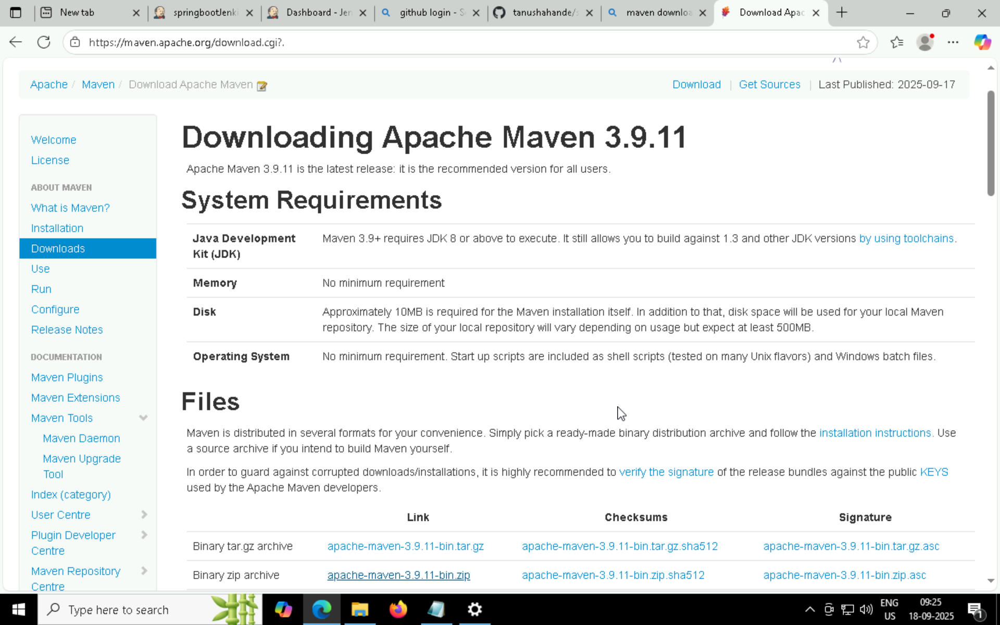 New tab
springbootJenki
Dashboard - Jen
github login - S
tanushahande/s
maven downloa
Download Apac
https://maven.apache.org/download.cgi?.
Apache / Maven / Download Apache Maven
Download | Get Sources | Last Published: 2025-09-17
Welcome
License
ABOUT MAVEN
What is Maven?
Installation
Downloads
Use
Run
Configure
Release Notes
DOCUMENTATION
Maven Plugins
Maven Extensions
Maven Tools
Maven Daemon
Maven Upgrade
Tool
Index (category)
User Centre
Plugin Developer
Centre
Maven Repository
Centre
Downloading Apache Maven 3.9.11
Apache Maven 3.9.11 is the latest release: it is the recommended version for all users.
System Requirements
Java Development
Kit (JDK)
Maven 3.9+ requires JDK 8 or above to execute. It still allows you to build against 1.3 and other JDK versions by using toolchains.
Memory
No minimum requirement
Disk
Approximately 10MB is required for the Maven installation itself. In addition to that, disk space will be used for your local Maven
repository. The size of your local repository will vary depending on usage but expect at least 500MB.
Operating System
No minimum requirement. Start up scripts are included as shell scripts (tested on many Unix flavors) and Windows batch files.
Files
Maven is distributed in several formats for your convenience. Simply pick a ready-made binary distribution archive and follow the installation instructions. Use
a source archive if you intend to build Maven yourself.
In order to guard against corrupted downloads/installations, it is highly recommended to verify the signature of the release bundles against the public KEYS
used by the Apache Maven developers.
Link Checksums Signature
Binary tar.gz archive apache-maven-3.9.11-bin.tar.gz apache-maven-3.9.11-bin.tar.gz.sha512 apache-maven-3.9.11-bin.tar.gz.asc
Binary zip archive apache-maven-3.9.11-bin.zip apache-maven-3.9.11-bin.zip.sha512 apache-maven-3.9.11-bin.zip.asc
Type here to search
ENG
US
09:25
18-09-2025
1